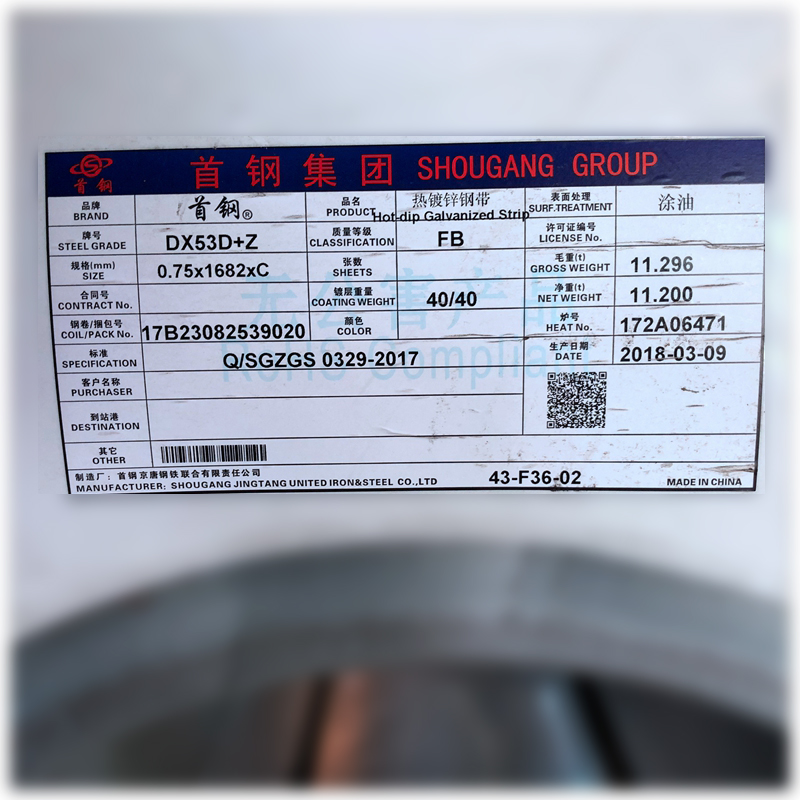 首钢
首钢集团 SHOUGANG GROUP
品牌
BRAND
首钢®
品名
PRODUCT
热镀锌钢带
Hot-dip Galvanized Strip
表面处理
SURF.TREATMENT
涂油
牌号
STEEL GRADE
DX53D+Z
质量等级
CLASSIFICATION
FB
许可证编号
LICENSE No.
规格(mm)
SIZE
0.75x1682xC
张数
SHEETS
毛重(t)
GROSS WEIGHT
11.296
合同号
CONTRACT No.
镀层重量
COATING WEIGHT
40/40
净重(t)
NET WEIGHT
11.200
钢卷/捆包号
COIL/PACK No.
17B23082539020
颜色
COLOR
炉号
HEAT No.
172A06471
标准
SPECIFICATION
Q/SGZGS 0329-2017
生产日期
DATE
2018-03-09
无公害产品
RoHS Compliant
客户名称
PURCHASER
到站港
DESTINATION
其它
OTHER
制造厂：首钢京唐钢铁联合有限责任公司
MANUFACTURER: SHOUGANG JINGTANG UNITED IRON&STEEL CO.,LTD
43-F36-02
MADE IN CHINA